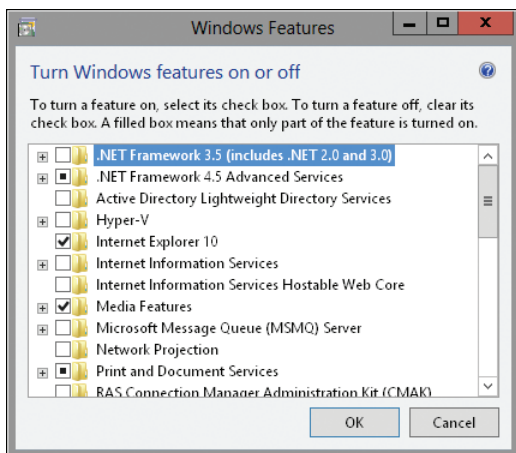 Windows Features
Turn Windows features on or off
To turn a feature on, select its check box. To turn a feature off, clear its
check box. A filled box means that only part of the feature is turned on.
.NET Framework 3.5 (includes .NET 2.0 and 3.0)
.NET Framework 4.5 Advanced Services
Active Directory Lightweight Directory Services
Hyper-V
Internet Explorer 10
Internet Information Services
Internet Information Services Hostable Web Core
Media Features
Microsoft Message Queue (MSMQ) Server
Network Projection
Print and Document Services
RAS Connection Manager Administration Kit (CMAK)
OK Cancel